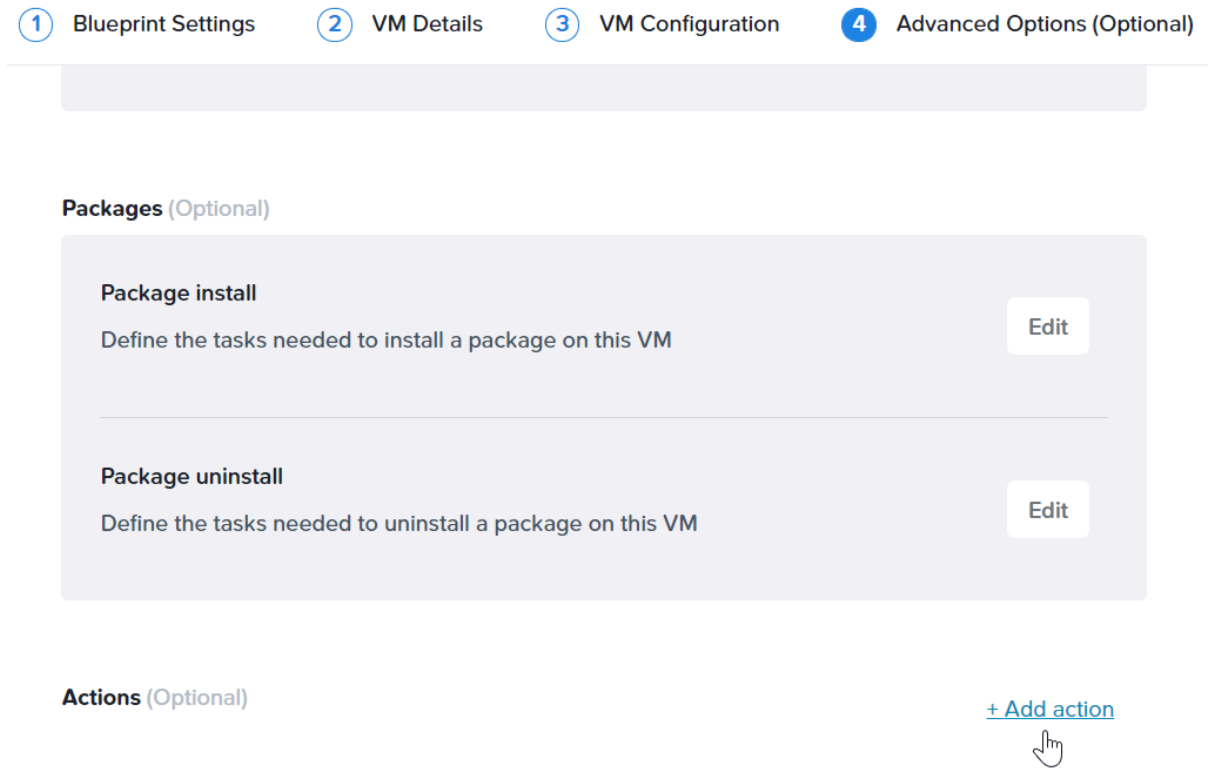 1 Blueprint Settings 2 VM Details 3 VM Configuration 4 Advanced Options (Optional)
Packages (Optional)
Package install
Define the tasks needed to install a package on this VM
Edit
Package uninstall
Define the tasks needed to uninstall a package on this VM
Edit
Actions (Optional)
+ Add action